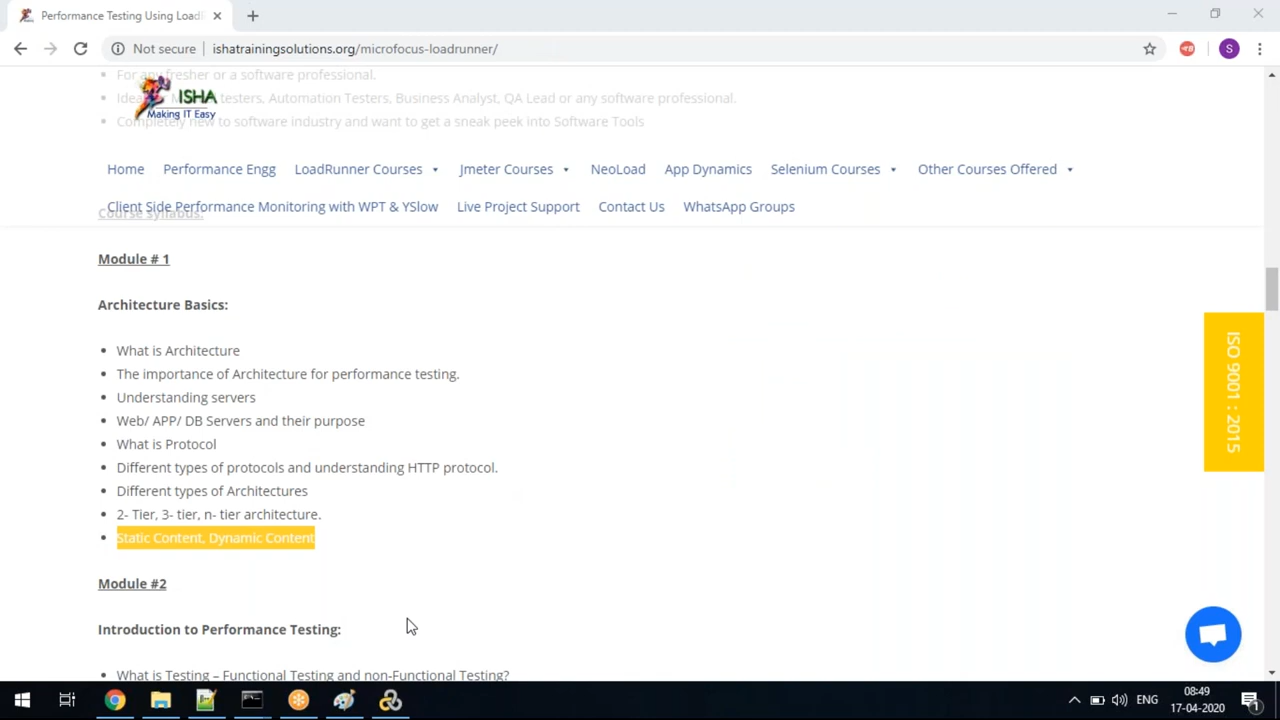 Performance Testing Using Load
Not secure
ishatrainingsolutions.org/microfocus-loadrunner/
S
For any fresher or a software professional.
testers, Automation Testers, Business Analyst, QA Lead or any software professional.
Completely new to software industry and want to get a sneak peek into Software Tools
ISHA
Making IT Easy
Home Performance Engg LoadRunner Courses Jmeter Courses NeoLoad App Dynamics Selenium Courses Other Courses Offered
Client Side Performance Monitoring with WPT & YSlow Live Project Support Contact Us WhatsApp Groups
Course syllabus:
Module # 1
Architecture Basics:
What is Architecture
The importance of Architecture for performance testing.
Understanding servers
Web/ APP/ DB Servers and their purpose
What is Protocol
Different types of protocols and understanding HTTP protocol.
Different types of Architectures
2- Tier, 3- tier, n- tier architecture.
Static Content, Dynamic Content
Module #2
Introduction to Performance Testing:
What is Testing – Functional Testing and non-Functional Testing?
ISO 9001 : 2015
ENG
08:49
17-04-2020
1